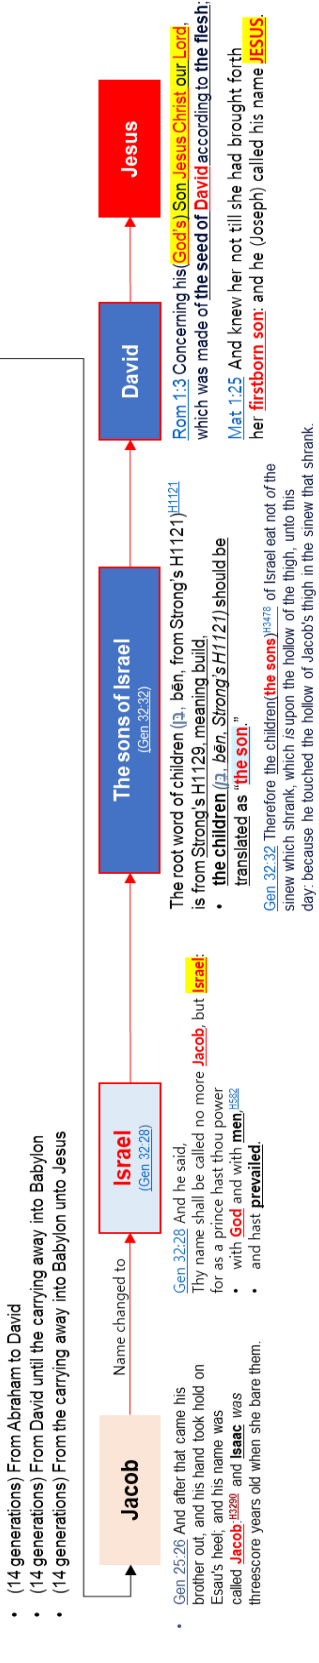 • (14 generations) From Abraham to David
• (14 generations) From David until the carrying away into Babylon
• (14 generations) From the carrying away into Babylon unto Jesus
Jacob
Name changed to
Israel
(Gen 32:28)
The sons of Israel
(Gen 32:32)
David
Jesus
• Gen 25:26 And after that came his
brother out, and his hand took hold on
Esau's heel; and his name was
called Jacob:H3290 and Isaac was
threescore years old when she bare them.
Gen 32:28 And he said,
Thy name shall be called no more Jacob, but Israel:
for as a prince hast thou power
• with God and with men,H582
• and hast prevailed.
The root word of children (בן, bên, from Strong's H1121)H1121
is from Strong's H1129, meaning build,
• the children (בן, bên, Strong's H1121) should be
translated as “the son.”
Gen 32:32 Therefore the children(the sons)H3478 of Israel eat not of the
sinew which shrank, which is upon the hollow of the thigh, unto this
day: because he touched the hollow of Jacob's thigh in the sinew that shrank.
Rom 1:3 Concerning his(God's) Son Jesus Christ our Lord,
which was made of the seed of David according to the flesh;
Mat 1:25 And knew her not till she had brought forth
her firstborn son: and he (Joseph) called his name JESUS.